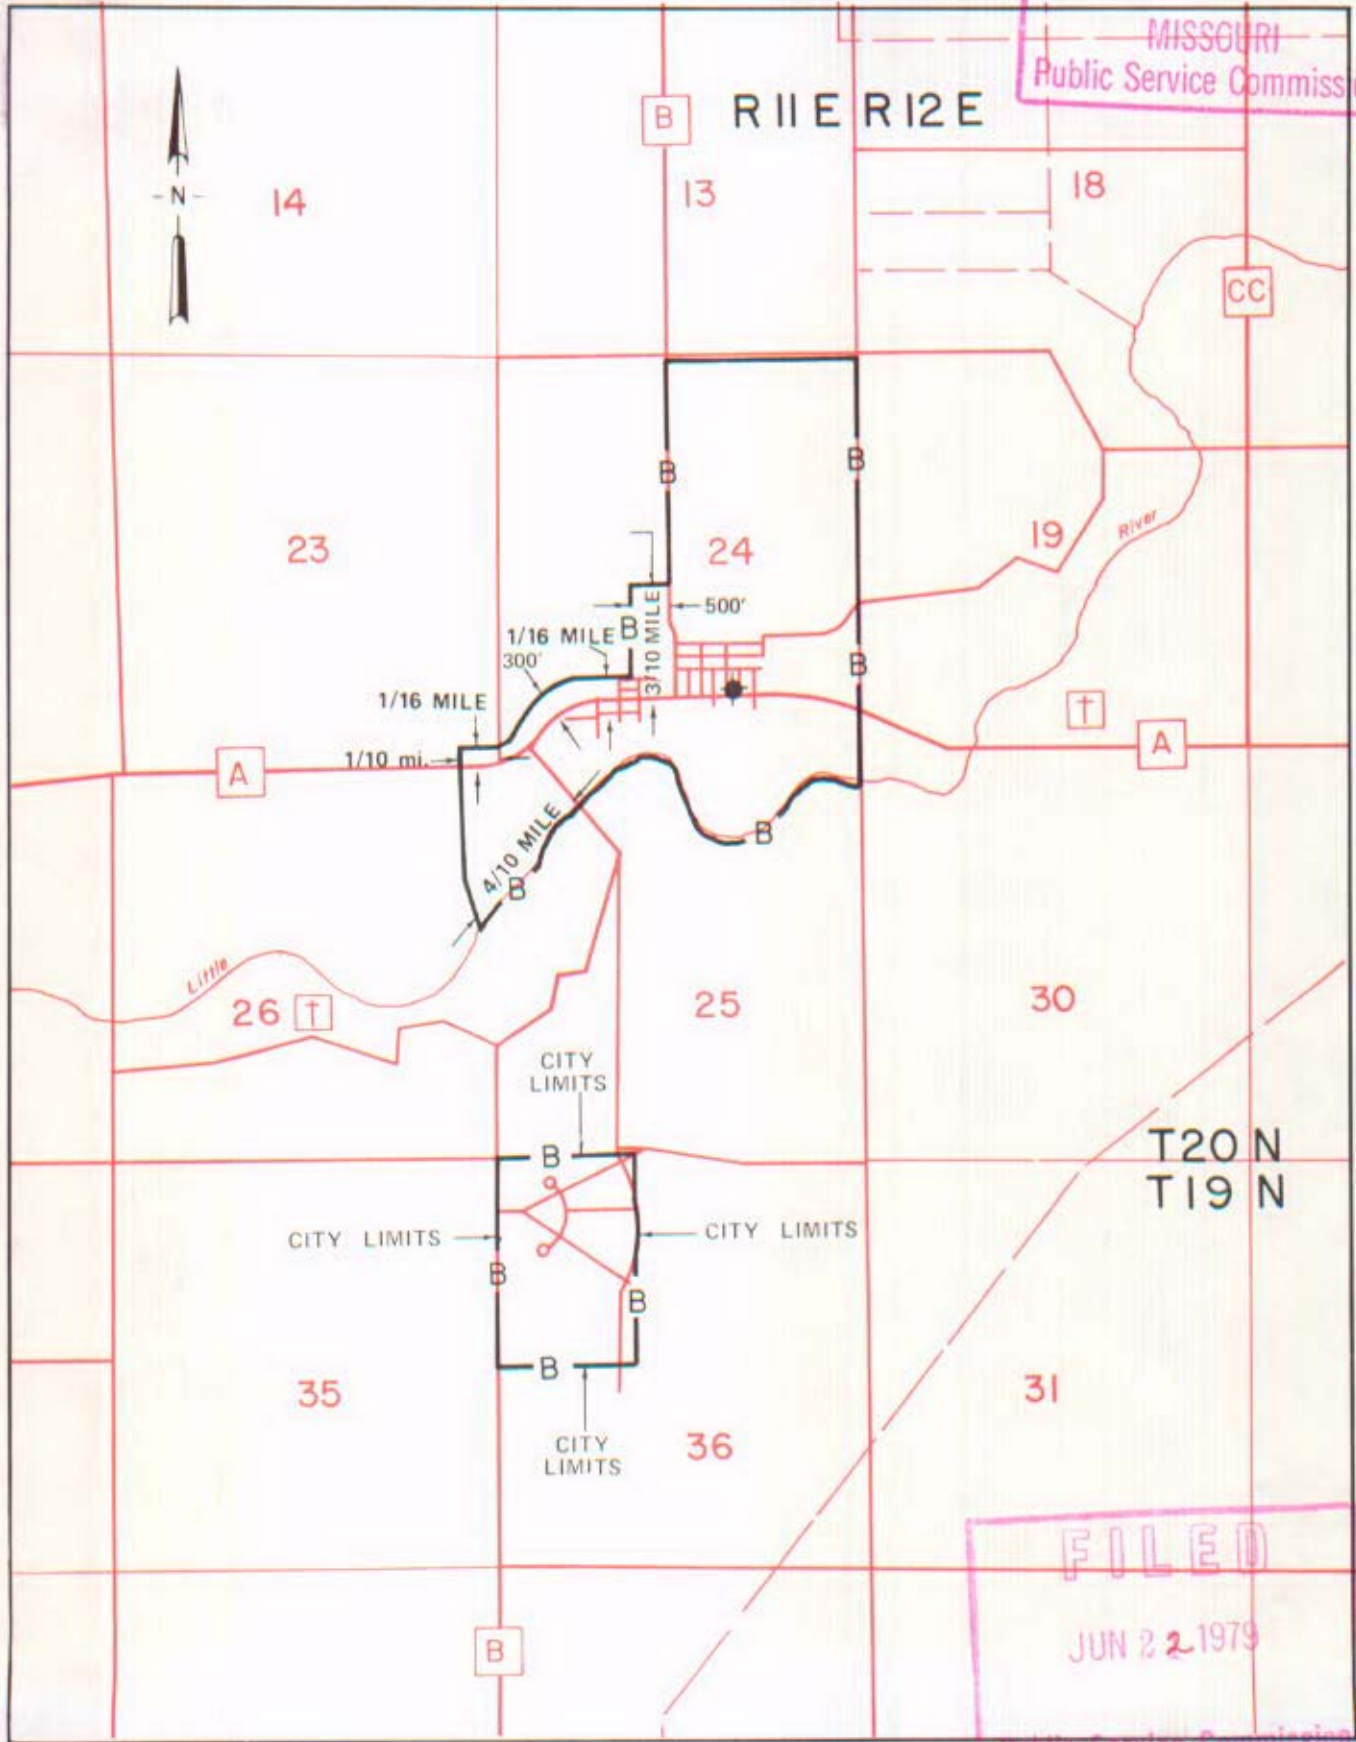 MISSOURI
Public Service Commiss
B
R 11 E R 12 E
- N -
14
13
18
CC
B
B
23
24
19
River
500'
3/10 MILE
B
1/16 MILE
300'
B
1/16 MILE
†
A
1/10 mi.
A
4/10 MILE
B
B
Little
26 †
25
30
CITY
LIMITS
T20 N
T19 N
B
CITY LIMITS
CITY LIMITS
B
B
B
35
31
CITY
LIMITS
36
FILED
JUN 22 1979
B
Service Commission